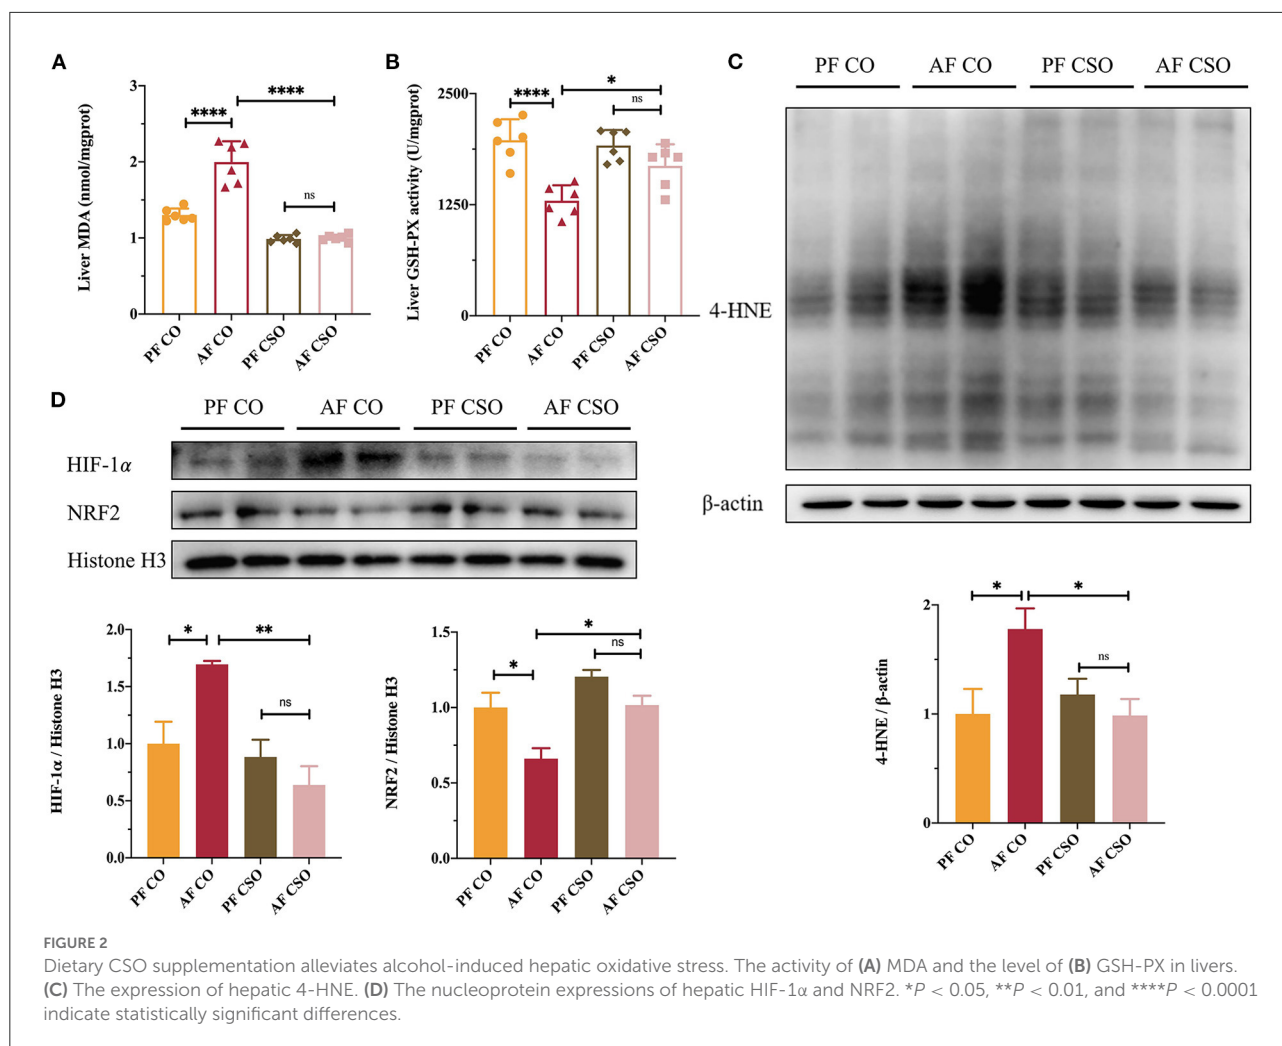 A
Liver MDA (nmol/mgprot)
3
2
1
0
****
****
ns
PF CO
AF CO
PF CSO
AF CSO
B
Liver GSH-PX activity (U/mgprot)
2500
1250
0
****
*
ns
PF CO
AF CO
PF CSO
AF CSO
C
PF CO AF CO PF CSO AF CSO
4-HNE
β-actin
4-HNE / β-actin
2
1
0
*
*
ns
PF CO
AF CO
PF CSO
AF CSO
D
PF CO AF CO PF CSO AF CSO
HIF-1α
NRF2
Histone H3
HIF-1α / Histone H3
2.0
1.5
1.0
0.5
0.0
*
**
ns
PF CO
AF CO
PF CSO
AF CSO
NRF2 / Histone H3
1.5
1.0
0.5
0.0
*
*
ns
PF CO
AF CO
PF CSO
AF CSO
FIGURE 2
Dietary CSO supplementation alleviates alcohol-induced hepatic oxidative stress. The activity of (A) MDA and the level of (B) GSH-PX in livers.
(C) The expression of hepatic 4-HNE. (D) The nucleoprotein expressions of hepatic HIF-1α and NRF2. *P < 0.05, **P < 0.01, and ****P < 0.0001
indicate statistically significant differences.